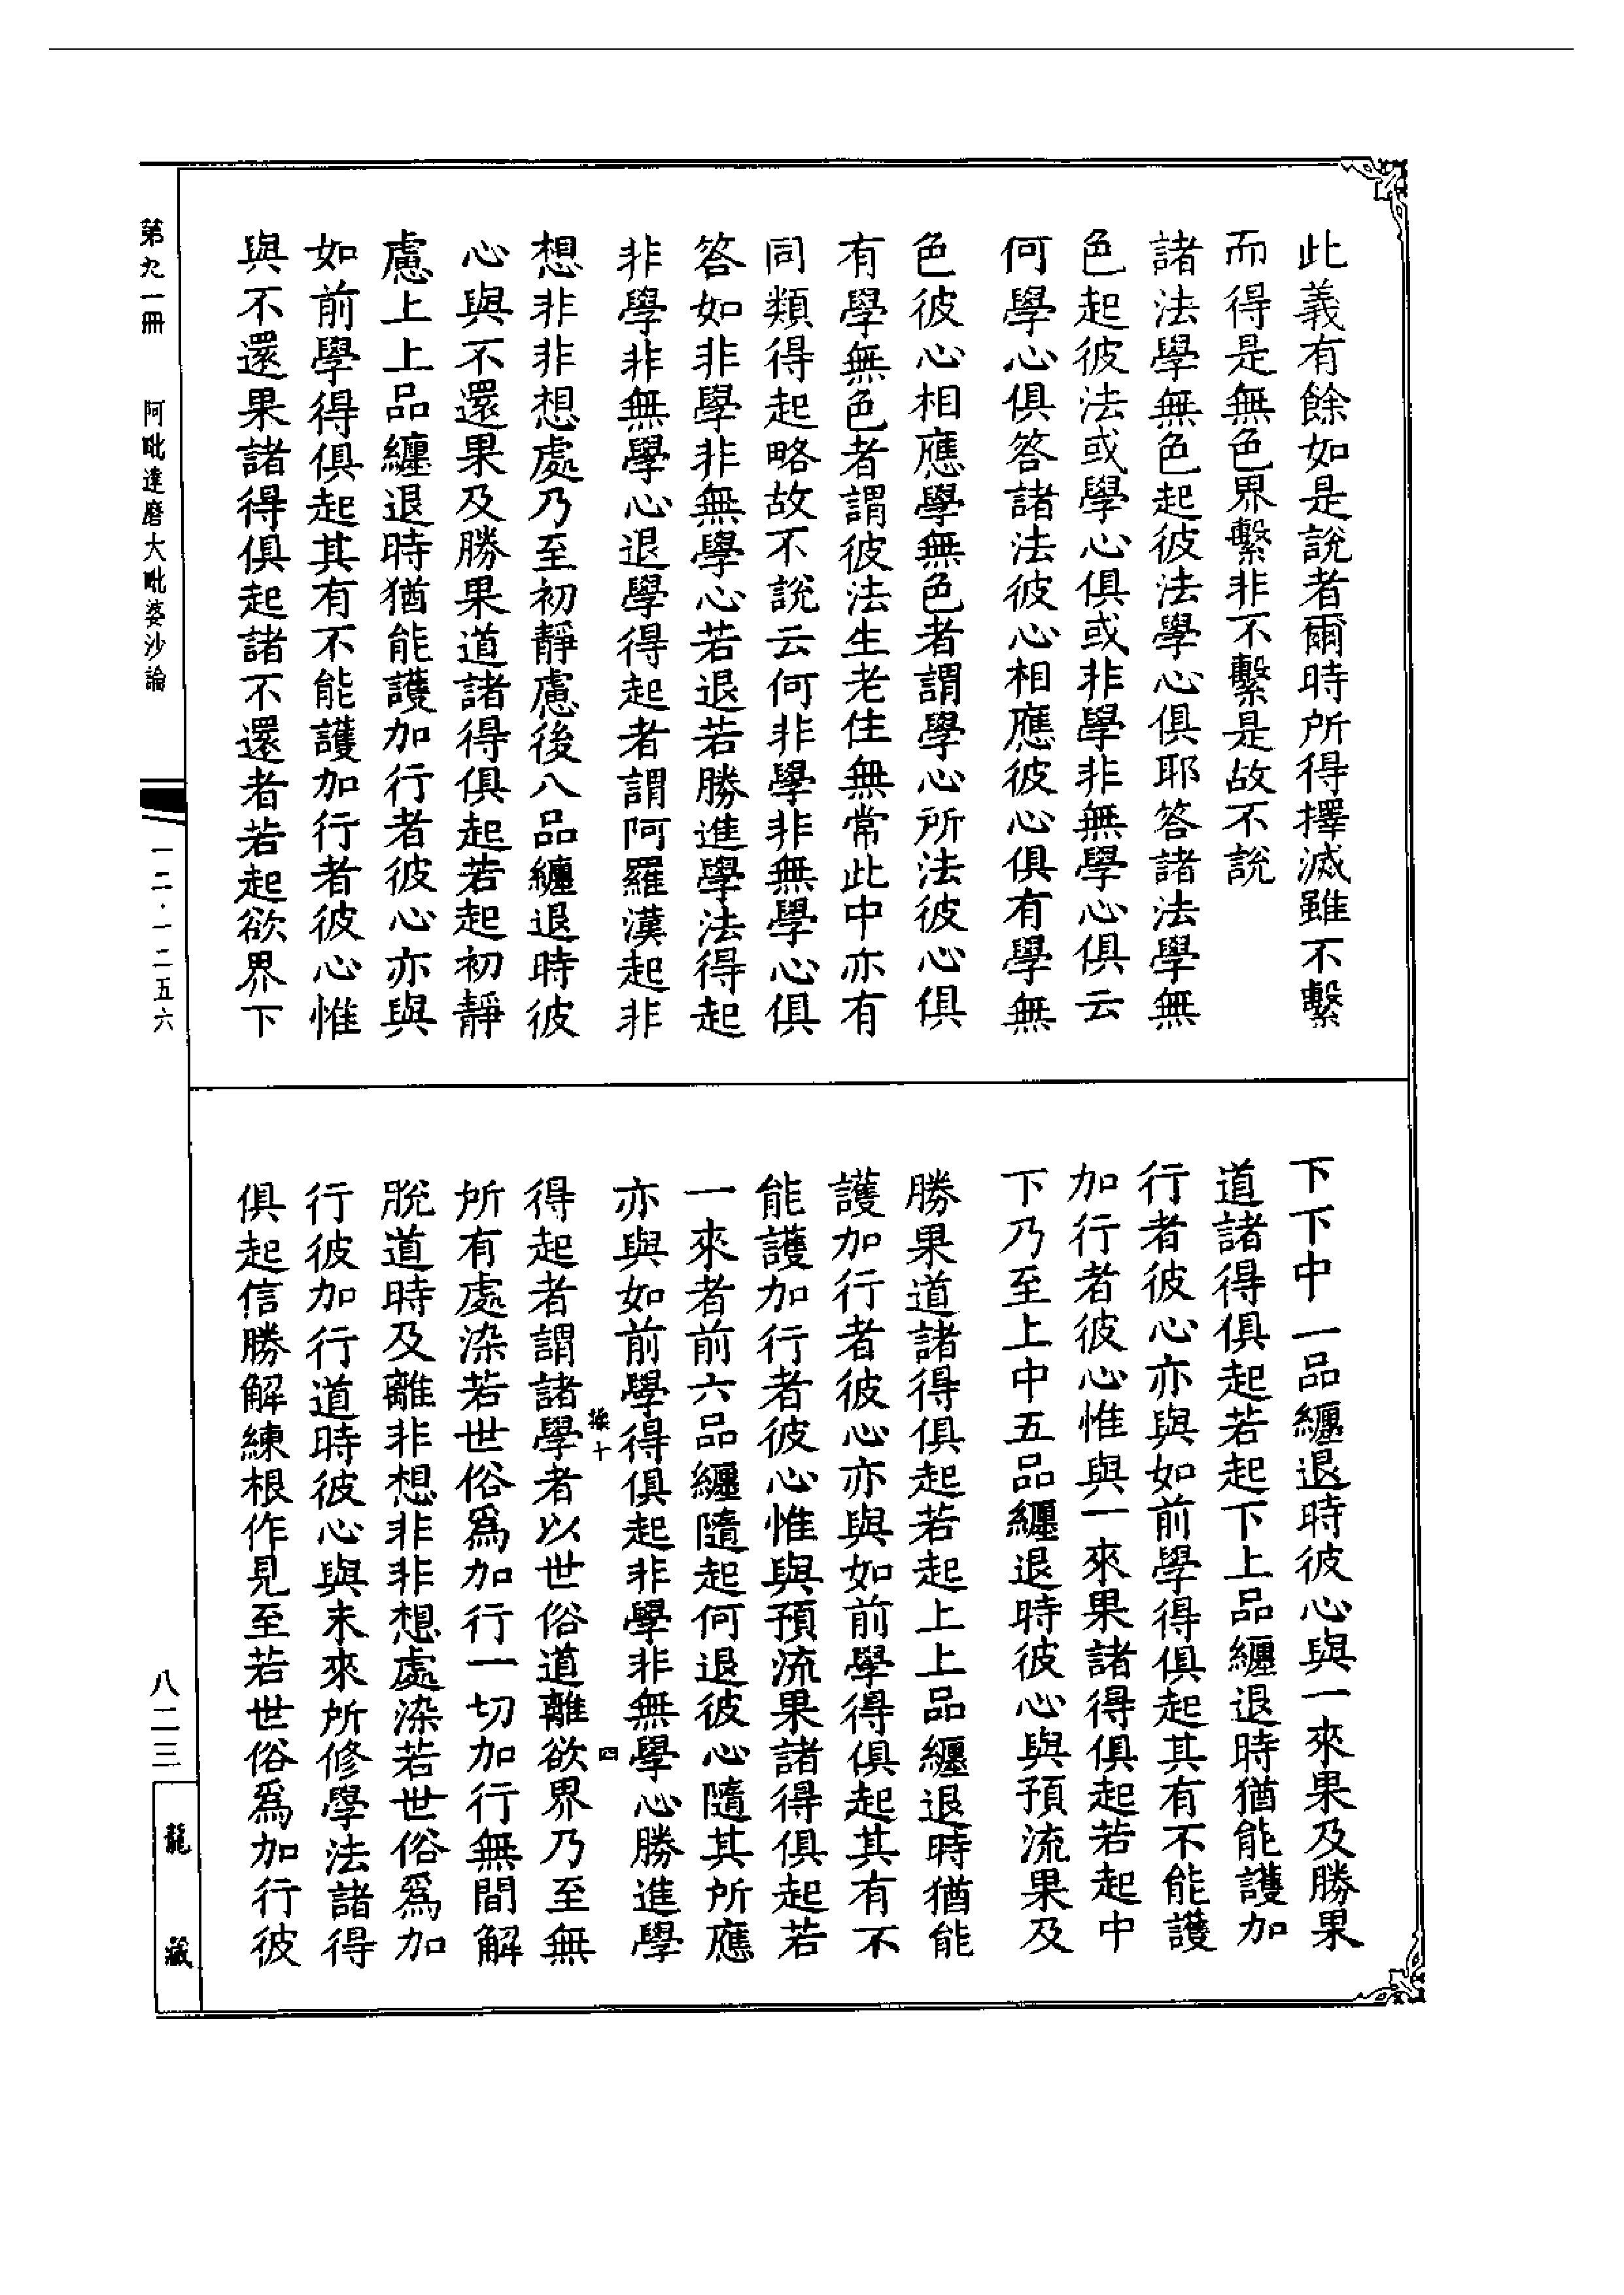 此義有餘如是說者爾時所得擇滅雖不繫
而得是無色界繫非不繫是故不說
諸法學無色起彼法學心俱耶答諸法學無
色起彼法或學心俱或非學非無學心俱云
何學心俱答諸法彼心相應彼心俱有學無
色彼心相應學無色者謂學心所法彼心俱
有學無色者謂彼法生老住無常此中亦有
同類得起略故不說云何非學非無學心俱
答如非學非無學心若退若勝進學法得起
非學非無學心退學得起者謂阿羅漢起非
想非非想處乃至初靜慮後八品纏退時彼
心與不還果及勝果道諸得俱起若起初靜
慮上上品纏退時猶能護加行者彼心亦與
如前學得俱起其有不能護加行者彼心惟
與不還果諸得俱起諸不還者若起欲界下
下下中一品纏退時彼心與一來果及勝果
道諸得俱起若起下上品纏退時猶能護加
行者彼心亦與如前學得俱起其有不能護
加行者彼心惟與一來果諸得俱起若起中
下乃至上中五品纏退時彼心與預流果及
勝果道諸得俱起若起上上品纏退時猶能
護加行者彼心亦與如前學得俱起其有不
能護加行者彼心惟與預流果諸得俱起若
一來者前六品纏隨起何退彼心隨其所應
亦與如前學得俱起非學非無學心勝進學
得起者謂諸學者以世俗道離欲界乃至無
所有處染若世俗爲加行一切加行無間解
脫道時及離非想非非想處染若世俗爲加
行彼加行道時彼心與未來所修學法諸得
俱起信勝解練根作見至若世俗爲加行彼
十
四
第九一冊
阿毗達磨大毗婆沙論
一二·一二五六
八二三
龍藏